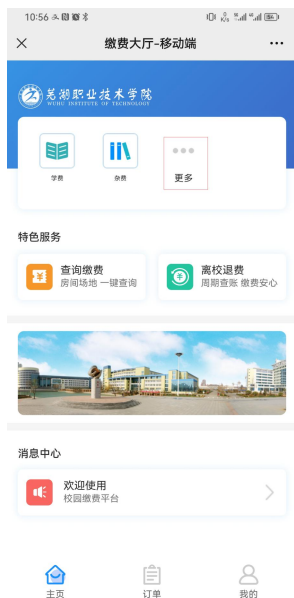 10:56
缴费大厅-移动端
芜湖职业技术学院
WUHU INSTITUTE OF TECHNOLOGY
学费
杂费
更多
特色服务
查询缴费
房间场地 一键查询
离校退费
周期查账 缴费安心
消息中心
欢迎使用
校园缴费平台
主页
订单
我的